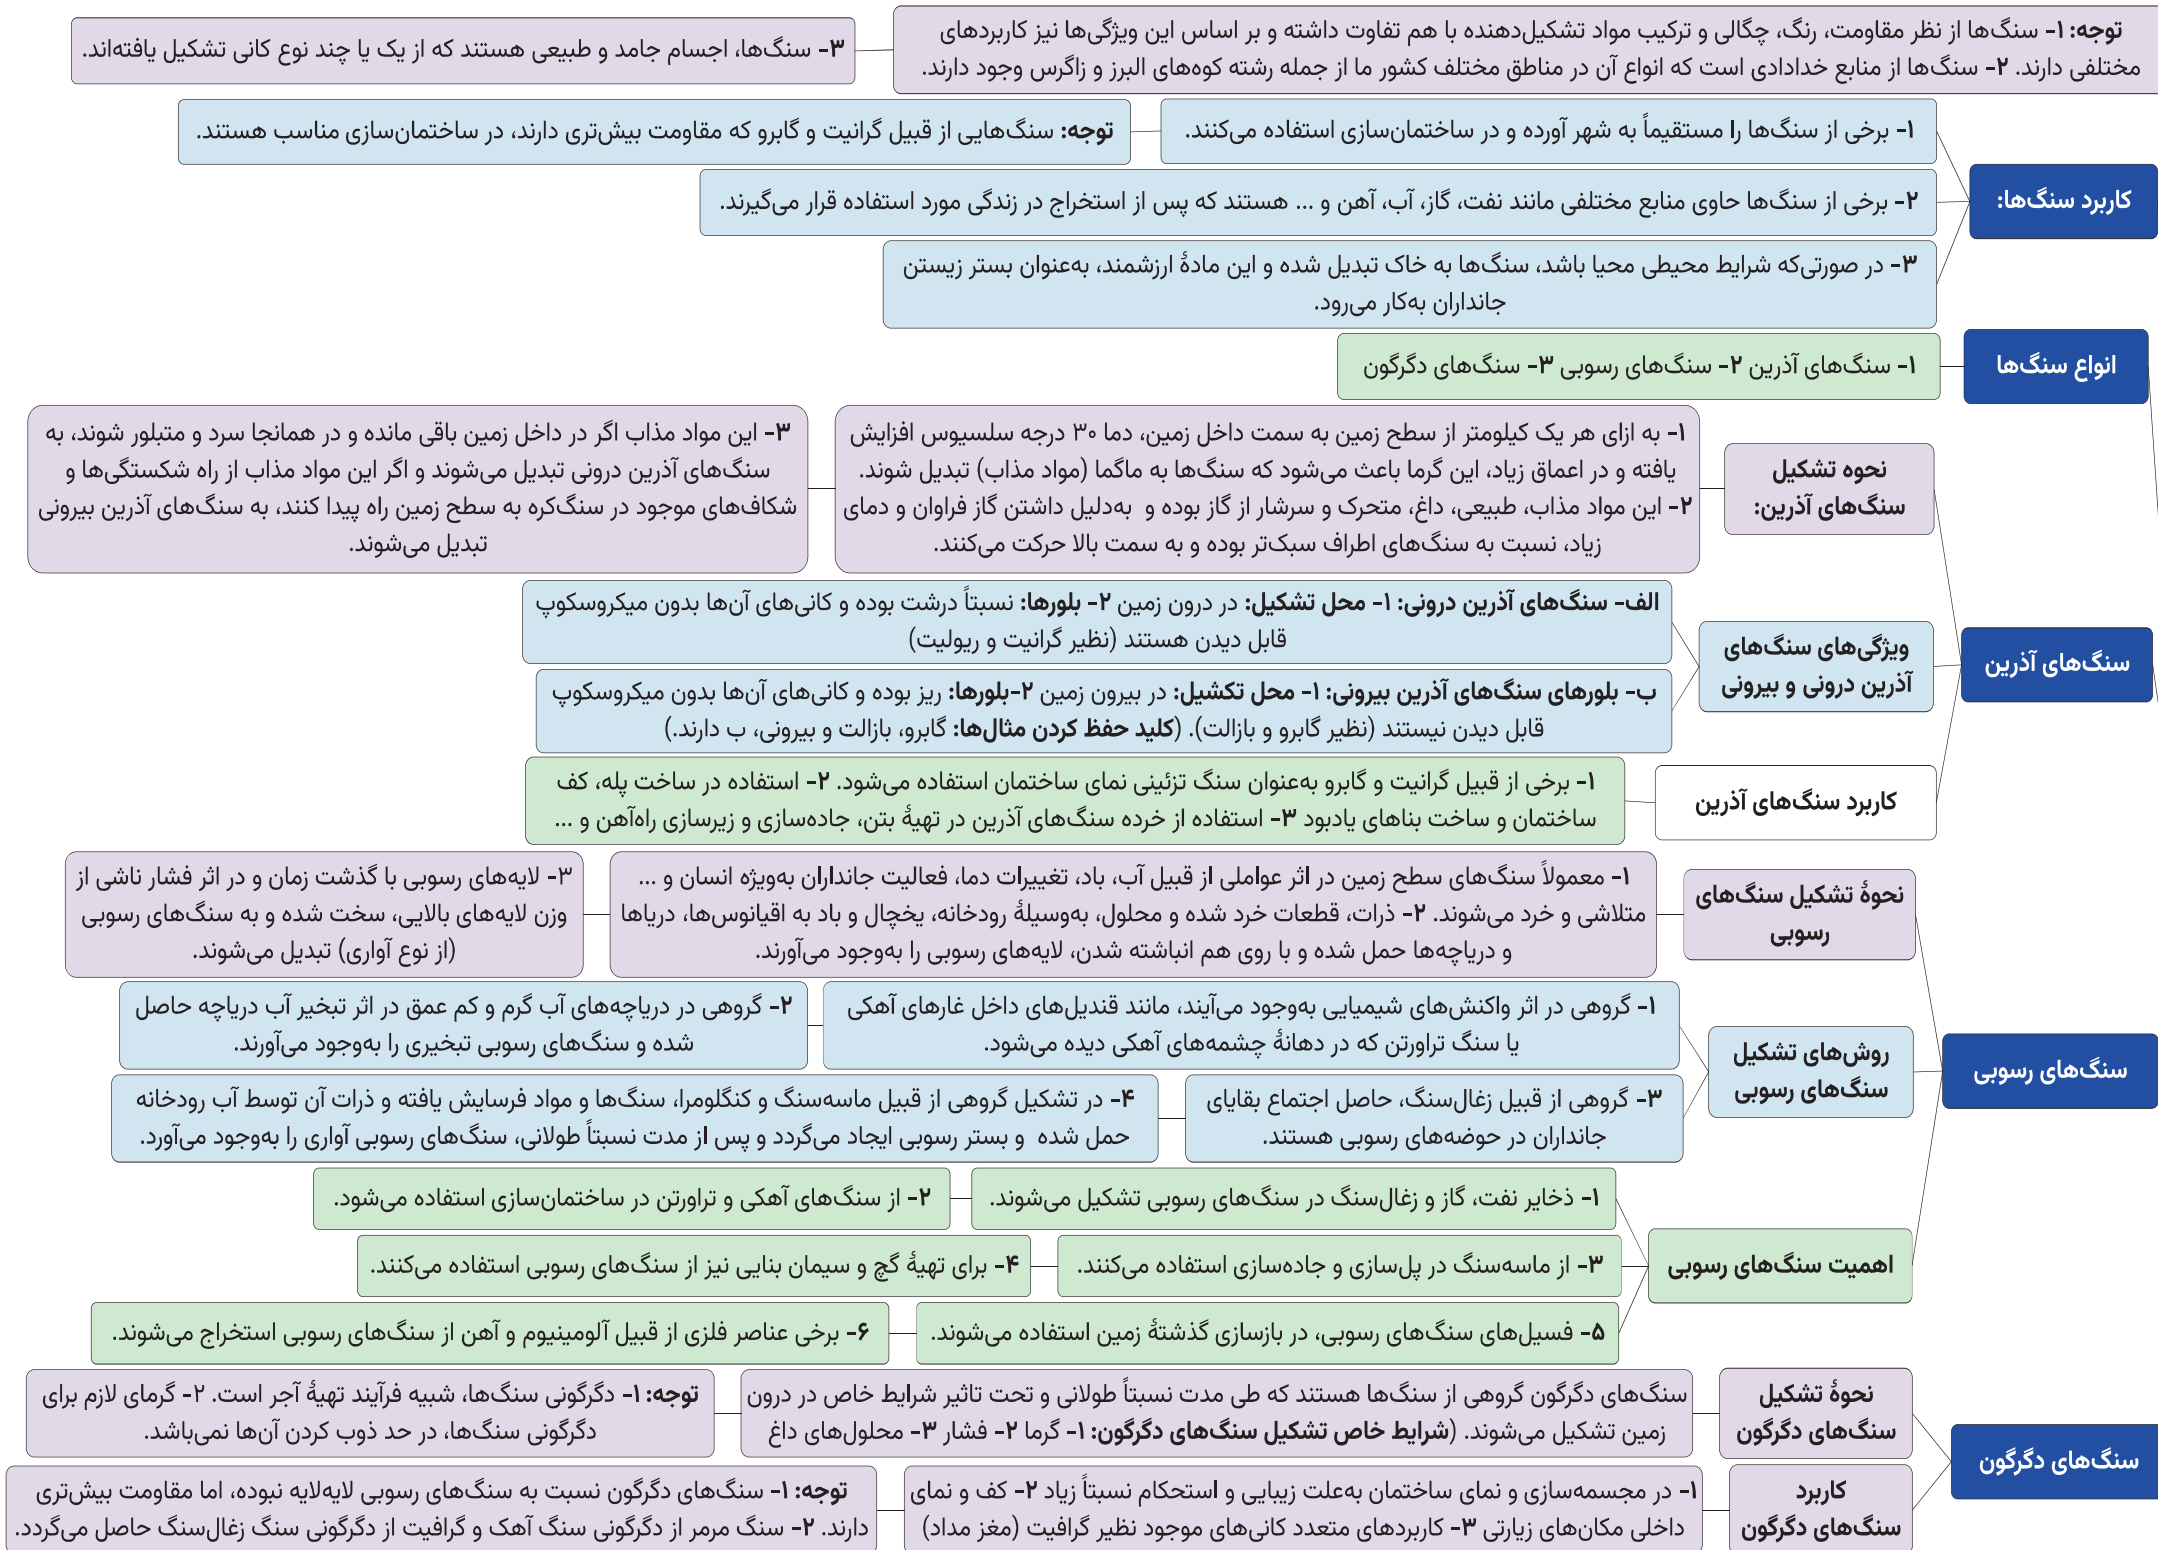 توجه: ۱- سنگ‌ها از نظر مقاومت، رنگ، چگالی و ترکیب مواد تشکیل‌دهنده با هم تفاوت داشته و بر اساس این ویژگی‌ها نیز کاربردهای
مختلفی دارند. ۲- سنگ‌ها از منابع خدادادی است که انواع آن در مناطق مختلف کشور ما از جمله رشته کوه‌های البرز و زاگرس وجود دارند.
۳- سنگ‌ها، اجسام جامد و طبیعی هستند که از یک یا چند نوع کانی تشکیل یافته‌اند.
کاربرد سنگ‌ها:
۱- برخی از سنگ‌ها را مستقیماً به شهر آورده و در ساختمان‌سازی استفاده می‌کنند.
توجه: سنگ‌هایی از قبیل گرانیت و گابرو که مقاومت بیش‌تری دارند، در ساختمان‌سازی مناسب هستند.
۲- برخی از سنگ‌ها حاوی منابع مختلفی مانند نفت، گاز، آب، آهن و ... هستند که پس از استخراج در زندگی مورد استفاده قرار می‌گیرند.
۳- در صورتی‌که شرایط محیطی محیا باشد، سنگ‌ها به خاک تبدیل شده و این مادهٔ ارزشمند، به‌عنوان بستر زیستن
جانداران به‌کار می‌رود.
انواع سنگ‌ها
۱- سنگ‌های آذرین ۲- سنگ‌های رسوبی ۳- سنگ‌های دگرگون
سنگ‌های آذرین
نحوه تشکیل
سنگ‌های آذرین:
۱- به ازای هر یک کیلومتر از سطح زمین به سمت داخل زمین، دما ۳۰ درجه سلسیوس افزایش
یافته و در اعماق زیاد، این گرما باعث می‌شود که سنگ‌ها به ماگما (مواد مذاب) تبدیل شوند.
۲- این مواد مذاب، طبیعی، داغ، متحرک و سرشار از گاز بوده و به‌دلیل داشتن گاز فراوان و دمای
زیاد، نسبت به سنگ‌های اطراف سبک‌تر بوده و به سمت بالا حرکت می‌کنند.
۳- این مواد مذاب اگر در داخل زمین باقی مانده و در همانجا سرد و متبلور شوند، به
سنگ‌های آذرین درونی تبدیل می‌شوند و اگر این مواد مذاب از راه شکستگی‌ها و
شکاف‌های موجود در سنگ‌کره به سطح زمین راه پیدا کنند، به سنگ‌های آذرین بیرونی
تبدیل می‌شوند.
ویژگی‌های سنگ‌های
آذرین درونی و بیرونی
الف- سنگ‌های آذرین درونی: ۱- محل تشکیل: در درون زمین ۲- بلورها: نسبتاً درشت بوده و کانی‌های آن‌ها بدون میکروسکوپ
قابل دیدن هستند (نظیر گرانیت و ریولیت)
ب- بلورهای سنگ‌های آذرین بیرونی: ۱- محل تکشیل: در بیرون زمین ۲-بلورها: ریز بوده و کانی‌های آن‌ها بدون میکروسکوپ
قابل دیدن نیستند (نظیر گابرو و بازالت). (کلید حفظ کردن مثال‌ها: گابرو، بازالت و بیرونی، ب دارند.)
کاربرد سنگ‌های آذرین
۱- برخی از قبیل گرانیت و گابرو به‌عنوان سنگ تزئینی نمای ساختمان استفاده می‌شود. ۲- استفاده در ساخت پله، کف
ساختمان و ساخت بناهای یادبود ۳- استفاده از خرده سنگ‌های آذرین در تهیهٔ بتن، جاده‌سازی و زیرسازی راه‌آهن و ...
سنگ‌های رسوبی
نحوهٔ تشکیل سنگ‌های
رسوبی
۱- معمولاً سنگ‌های سطح زمین در اثر عواملی از قبیل آب، باد، تغییرات دما، فعالیت جانداران به‌ویژه انسان و ...
متلاشی و خرد می‌شوند. ۲- ذرات، قطعات خرد شده و محلول، به‌وسیلهٔ رودخانه، یخچال و باد به اقیانوس‌ها، دریاها
و دریاچه‌ها حمل شده و با روی هم انباشته شدن، لایه‌های رسوبی را به‌وجود می‌آورند.
۳- لایه‌های رسوبی با گذشت زمان و در اثر فشار ناشی از
وزن لایه‌های بالایی، سخت شده و به سنگ‌های رسوبی
(از نوع آواری) تبدیل می‌شوند.
روش‌های تشکیل
سنگ‌های رسوبی
۱- گروهی در اثر واکنش‌های شیمیایی به‌وجود می‌آیند، مانند قندیل‌های داخل غارهای آهکی
یا سنگ تراورتن که در دهانهٔ چشمه‌های آهکی دیده می‌شود.
۲- گروهی در دریاچه‌های آب گرم و کم عمق در اثر تبخیر آب دریاچه حاصل
شده و سنگ‌های رسوبی تبخیری را به‌وجود می‌آورند.
۳- گروهی از قبیل زغال‌سنگ، حاصل اجتماع بقایای
جانداران در حوضه‌های رسوبی هستند.
۴- در تشکیل گروهی از قبیل ماسه‌سنگ و کنگلومرا، سنگ‌ها و مواد فرسایش یافته و ذرات آن توسط آب رودخانه
حمل شده و بستر رسوبی ایجاد می‌گردد و پس از مدت نسبتاً طولانی، سنگ‌های رسوبی آواری را به‌وجود می‌آورد.
اهمیت سنگ‌های رسوبی
۱- ذخایر نفت، گاز و زغال‌سنگ در سنگ‌های رسوبی تشکیل می‌شوند.
۲- از سنگ‌های آهکی و تراورتن در ساختمان‌سازی استفاده می‌شود.
۳- از ماسه‌سنگ در پل‌سازی و جاده‌سازی استفاده می‌کنند.
۴- برای تهیهٔ گچ و سیمان بنایی نیز از سنگ‌های رسوبی استفاده می‌کنند.
۵- فسیل‌های سنگ‌های رسوبی، در بازسازی گذشتهٔ زمین استفاده می‌شوند.
۶- برخی عناصر فلزی از قبیل آلومینیوم و آهن از سنگ‌های رسوبی استخراج می‌شوند.
سنگ‌های دگرگون
نحوهٔ تشکیل
سنگ‌های دگرگون
سنگ‌های دگرگون گروهی از سنگ‌ها هستند که طی مدت نسبتاً طولانی و تحت تاثیر شرایط خاص در درون
زمین تشکیل می‌شوند. (شرایط خاص تشکیل سنگ‌های دگرگون: ۱- گرما ۲- فشار ۳- محلول‌های داغ
توجه: ۱- دگرگونی سنگ‌ها، شبیه فرآیند تهیهٔ آجر است. ۲- گرمای لازم برای
دگرگونی سنگ‌ها، در حد ذوب کردن آن‌ها نمی‌باشد.
کاربرد
سنگ‌های دگرگون
۱- در مجسمه‌سازی و نمای ساختمان به‌علت زیبایی و استحکام نسبتاً زیاد ۲- کف و نمای
داخلی مکان‌های زیارتی ۳- کاربردهای متعدد کانی‌های موجود نظیر گرافیت (مغز مداد)
توجه: ۱- سنگ‌های دگرگون نسبت به سنگ‌های رسوبی لایه‌لایه نبوده، اما مقاومت بیش‌تری
دارند. ۲- سنگ مرمر از دگرگونی سنگ آهک و گرافیت از دگرگونی سنگ زغال‌سنگ حاصل می‌گردد.